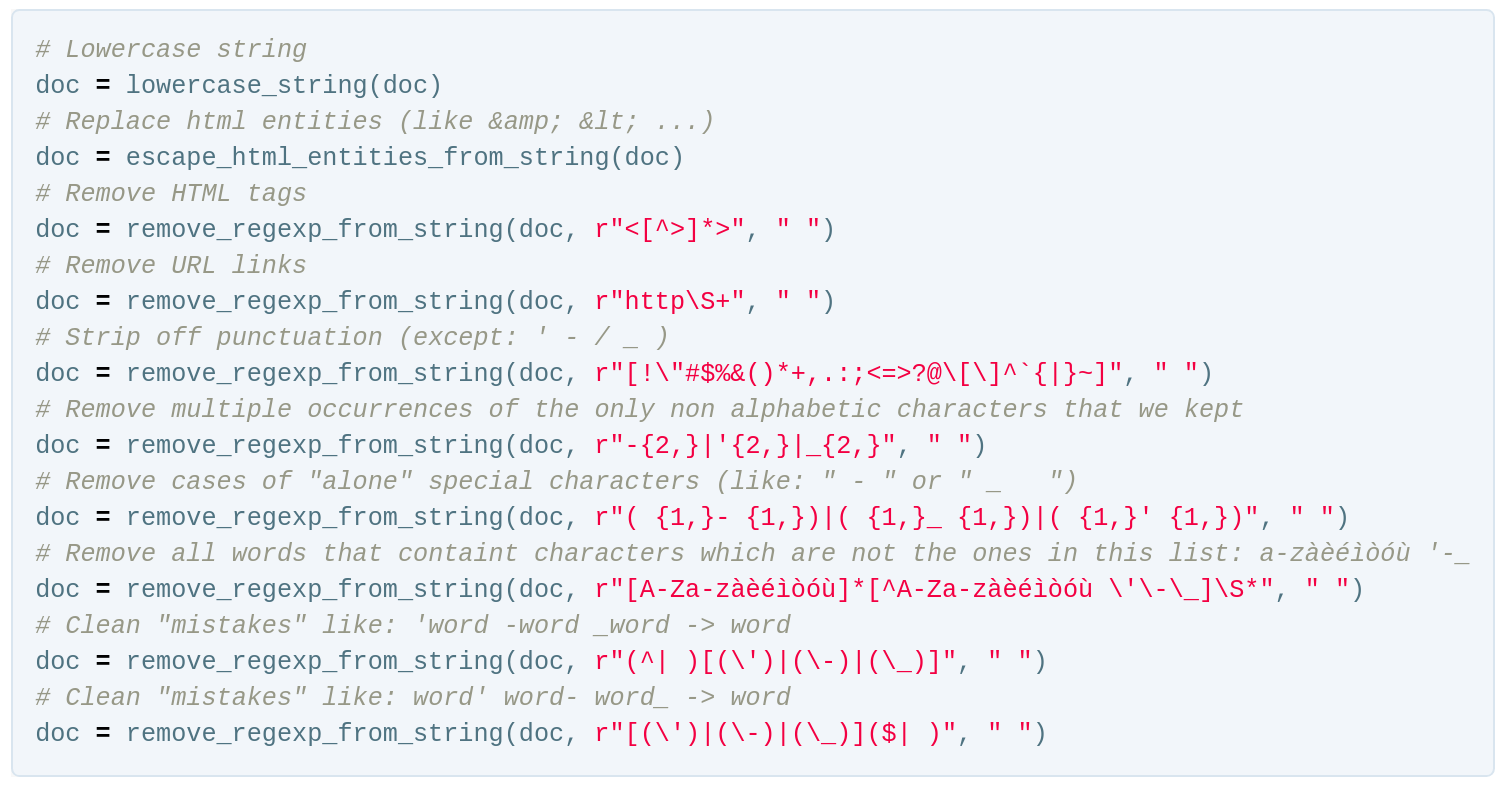 # Lowercase string
doc = lowercase_string(doc)
# Replace html entities (like &amp; &lt; ...)
doc = escape_html_entities_from_string(doc)
# Remove HTML tags
doc = remove_regexp_from_string(doc, r"<[^>]*>", " ")
# Remove URL links
doc = remove_regexp_from_string(doc, r"http\S+", " ")
# Strip off punctuation (except: ' - / _ )
doc = remove_regexp_from_string(doc, r"[!\"#$%&()*+,.:;<=>?@\[\]^`{|}~]", " ")
# Remove multiple occurrences of the only non alphabetic characters that we kept
doc = remove_regexp_from_string(doc, r"-{2,}|'{2,}|_{2,}", " ")
# Remove cases of "alone" special characters (like: " - " or " _   ")
doc = remove_regexp_from_string(doc, r"( {1,}- {1,})|( {1,}_ {1,})|( {1,}' {1,})", " ")
# Remove all words that containt characters which are not the ones in this list: a-zàèéìòóù '-_
doc = remove_regexp_from_string(doc, r"[A-Za-zàèéìòóù]*[^A-Za-zàèéìòóù \'\-\_]\S*", " ")
# Clean "mistakes" like: 'word -word _word -> word
doc = remove_regexp_from_string(doc, r"(^| )[(\')|(\-)|(\_)]", " ")
# Clean "mistakes" like: word' word- word_ -> word
doc = remove_regexp_from_string(doc, r"[(\')|(\-)|(\_)]($| )", " ")